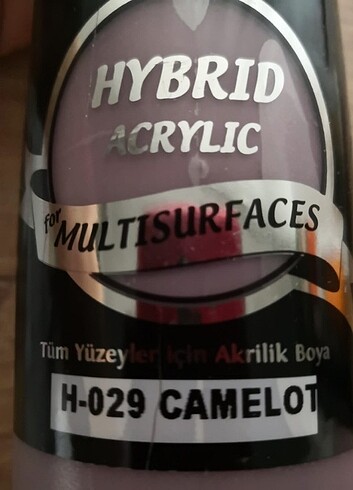 HYBRID
ACRYLIC
for MULTISURFACES
Tüm Yüzeyler İçin Akrilik Boya
H-029 CAMELOT